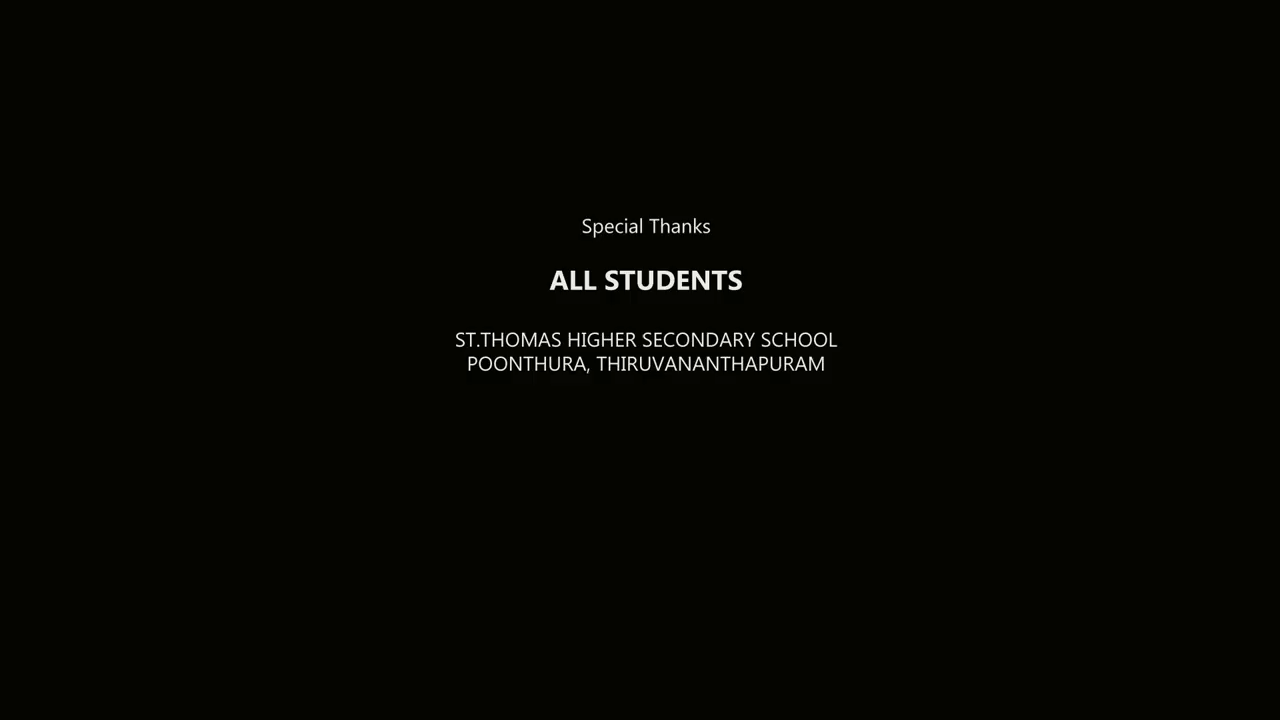 Special Thanks
ALL STUDENTS
ST.THOMAS HIGHER SECONDARY SCHOOL
POONTHURA, THIRUVANANTHAPURAM